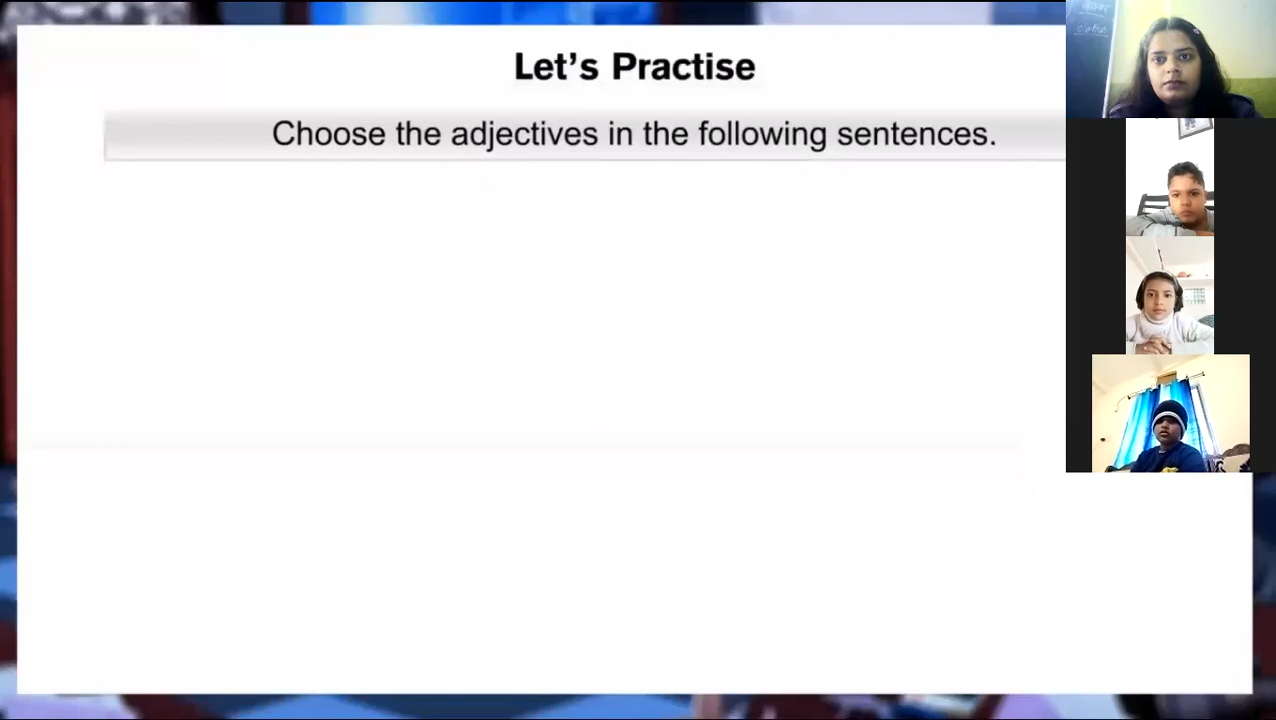 Let's Practise
Choose the adjectives in the following sentences.